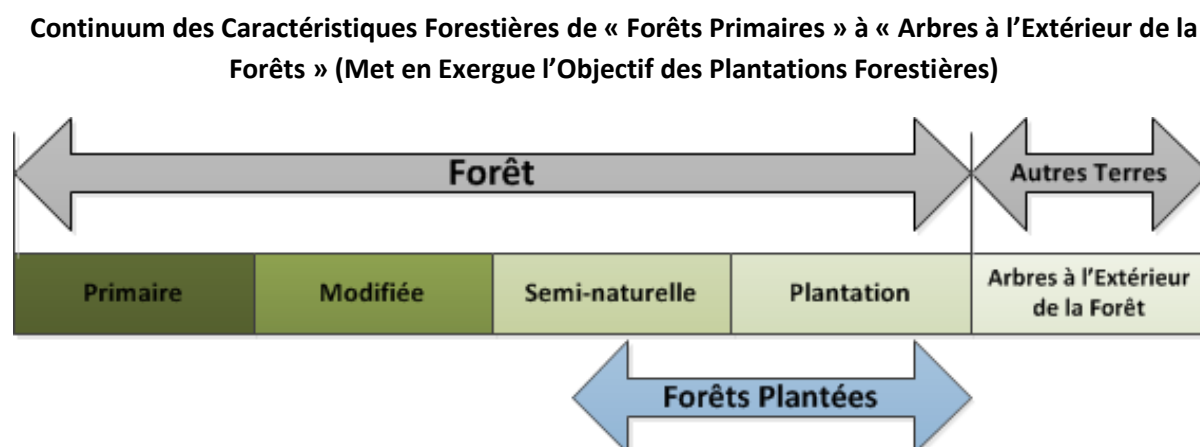 Continuum des Caractéristiques Forestières de « Forêts Primaires » à « Arbres à l’Extérieur de la
Forêts » (Met en Exergue l’Objectif des Plantations Forestières)
Forêt
Autres Terres
Primaire
Modifiée
Semi-naturelle
Plantation
Arbres à l’Extérieur
de la Forêt
Forêts Plantées